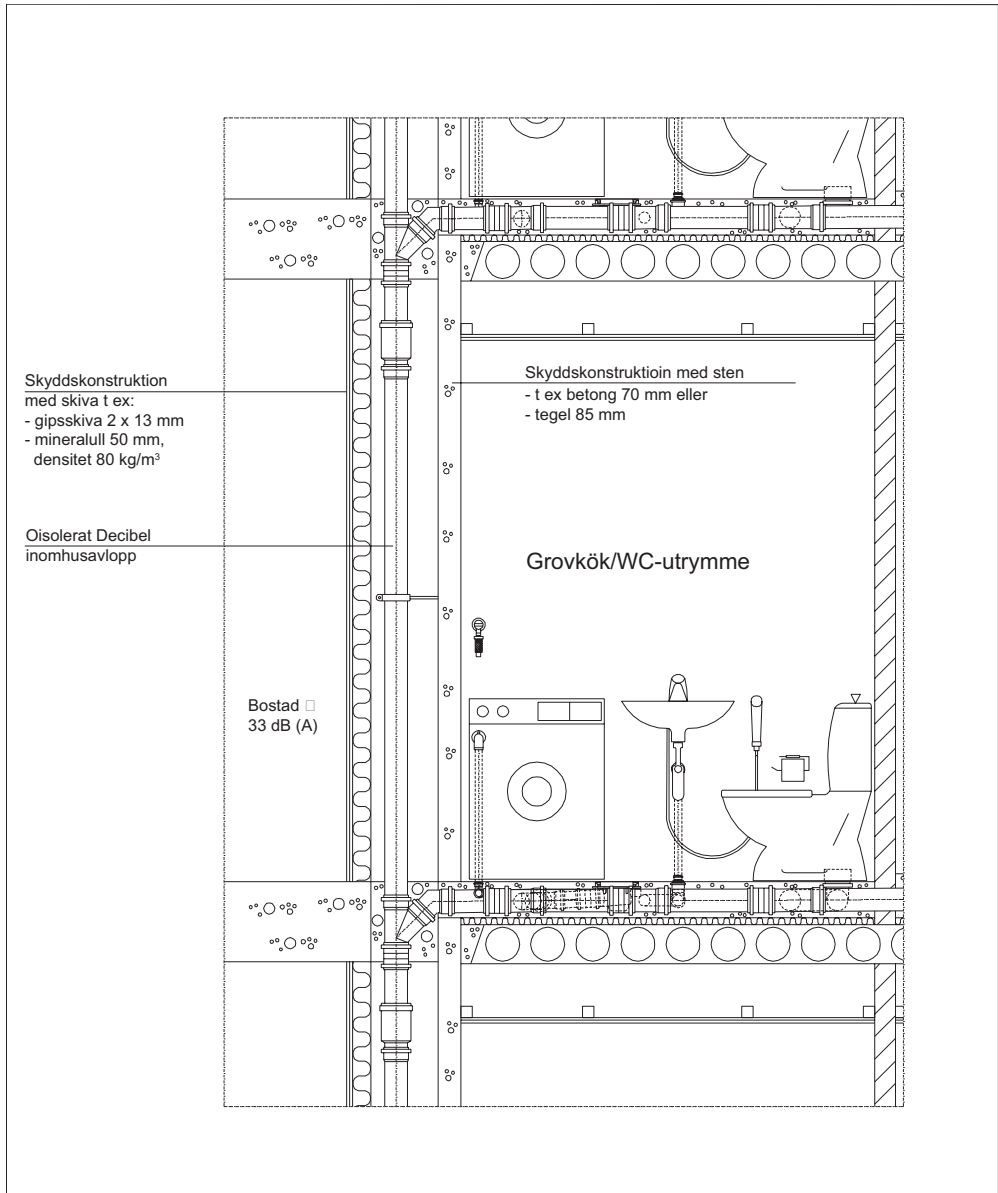 Skyddskonstruktion
med skiva t ex:
- gipsskiva 2 x 13 mm
- mineralull 50 mm,
densitet 80 kg/m³
Skyddskonstruktioin med sten
- t ex betong 70 mm eller
- tegel 85 mm
Oisolerat Decibel
inomhusavlopp
Grovkök/WC-utrymme
Bostad □
33 dB (A)